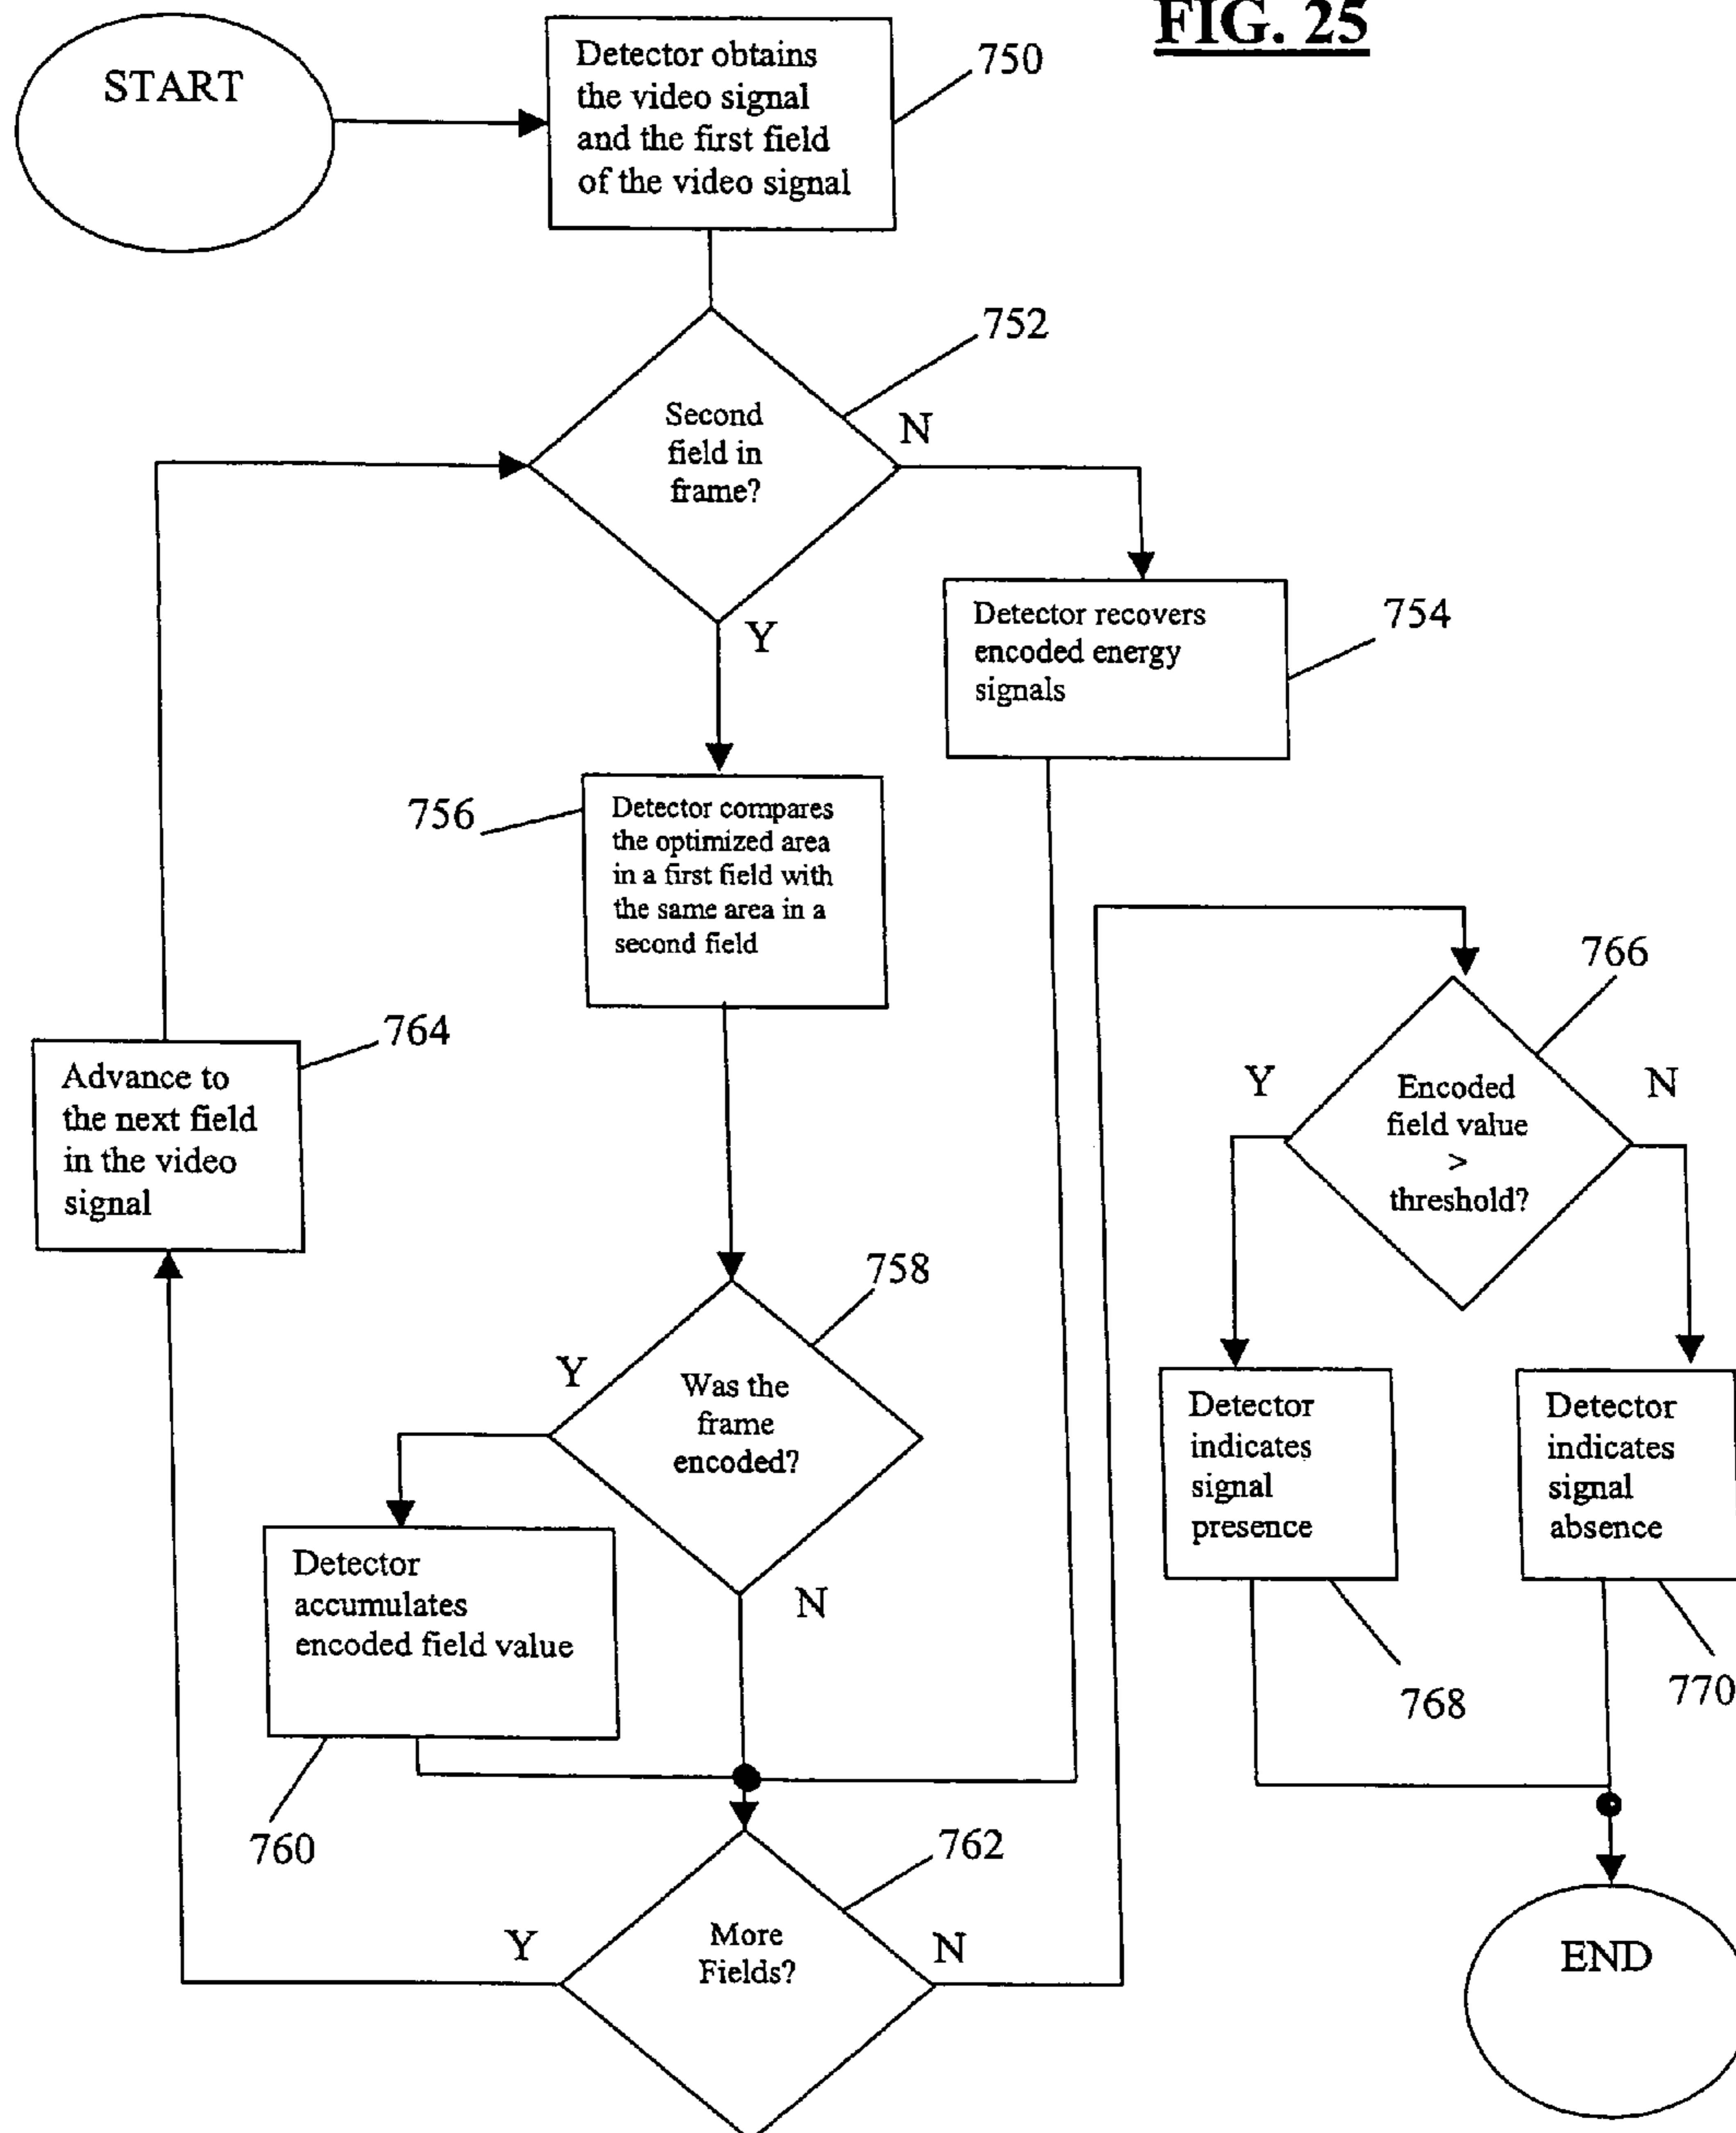 FIG. 25
START
Detector obtains
the video signal
and the first field
of the video signal
750
752
Second
field in
frame?
N
Y
Detector recovers
encoded energy
signals
754
756
Detector compares
the optimized area
in a first field with
the same area in a
second field
764
Advance to
the next field
in the video
signal
766
Y
Encoded
field value
>
threshold?
N
758
Y
Was the
frame
encoded?
N
Detector
accumulates
encoded field value
760
Detector
indicates
signal
presence
768
Detector
indicates
signal
absence
770
762
Y
More
Fields?
N
END